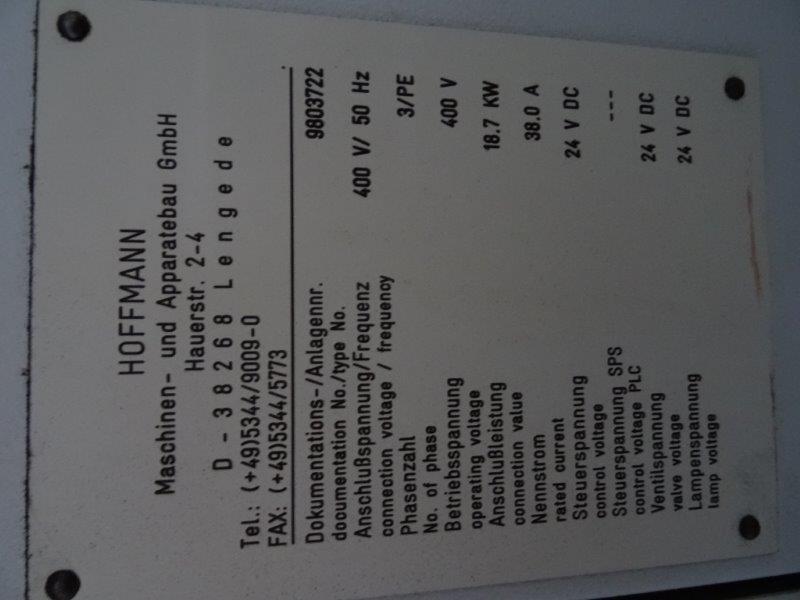 HOFFMANN
Maschinen- und Apparatebau GmbH
Hauerstr. 2-4
D - 3 8 2 6 8 L e n g e d e
Tel.: (+49)5344/9009-0
FAX: (+49)5344/5773
Dokumentations-/Anlagennr. 9803722
documentation No./type No.
Anschlußspannung/Frequenz 400 V/ 50 Hz
connection voltage / frequency
Phasenzahl 3/PE
No. of phase
Betriebsspannung 400 V
operating voltage
Anschlußleistung 18.7 KW
connection value
Nennstrom 38.0 A
rated current
Steuerspannung 24 V DC
control voltage
Steuerspannung SPS ---
control voltage PLC
Ventilspannung 24 V DC
valve voltage
Lampenspannung 24 V DC
lamp voltage